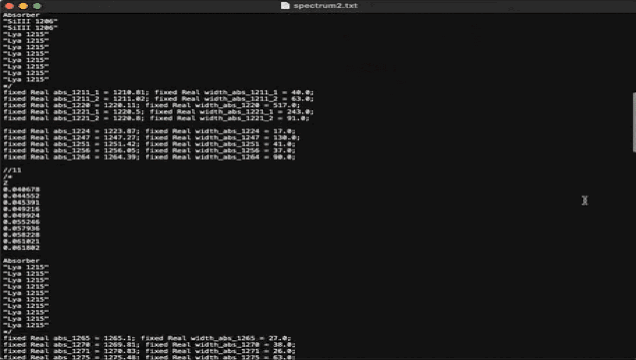 spectrum2.txt
Absorber
"SiIII 1206"
"SiIII 1206"
"Lya 1215"
"Lya 1215"
"Lya 1215"
"Lya 1215"
"Lya 1215"
"Lya 1215"
"Lya 1215"
"Lya 1215"
*/
fixed Real abs_1211_1 = 1210.81; fixed Real width_abs_1211_1 = 40.0;
fixed Real abs_1211_2 = 1211.02; fixed Real width_abs_1211_2 = 63.0;
fixed Real abs_1220 = 1220.11; fixed Real width_abs_1220 = 517.0;
fixed Real abs_1221_1 = 1220.5; fixed Real width_abs_1221_1 = 243.0;
fixed Real abs_1221_2 = 1220.8; fixed Real width_abs_1221_2 = 91.0;
fixed Real abs_1224 = 1223.87; fixed Real width_abs_1224 = 17.0;
fixed Real abs_1247 = 1247.27; fixed Real width_abs_1247 = 130.0;
fixed Real abs_1251 = 1251.42; fixed Real width_abs_1251 = 41.0;
fixed Real abs_1256 = 1256.05; fixed Real width_abs_1256 = 37.0;
fixed Real abs_1264 = 1264.39; fixed Real width_abs_1264 = 90.0;
//11
/*
Z
0.040678
0.044552
0.045391
0.049216
0.049924
0.055246
0.057936
0.058228
0.061021
0.061802
Absorber
"Lya 1215"
"Lya 1215"
"Lya 1215"
"Lya 1215"
"Lya 1215"
"Lya 1215"
"Lya 1215"
"Lya 1215"
"Lya 1215"
"Lya 1215"
*/
fixed Real abs_1265 = 1265.1; fixed Real width_abs_1265 = 27.0;
fixed Real abs_1270 = 1269.81; fixed Real width_abs_1270 = 38.0;
fixed Real abs_1271 = 1270.83; fixed Real width_abs_1271 = 26.0;
fixed Real abs_1275 = 1275.48; fixed Real width_abs_1275 = 63.0;